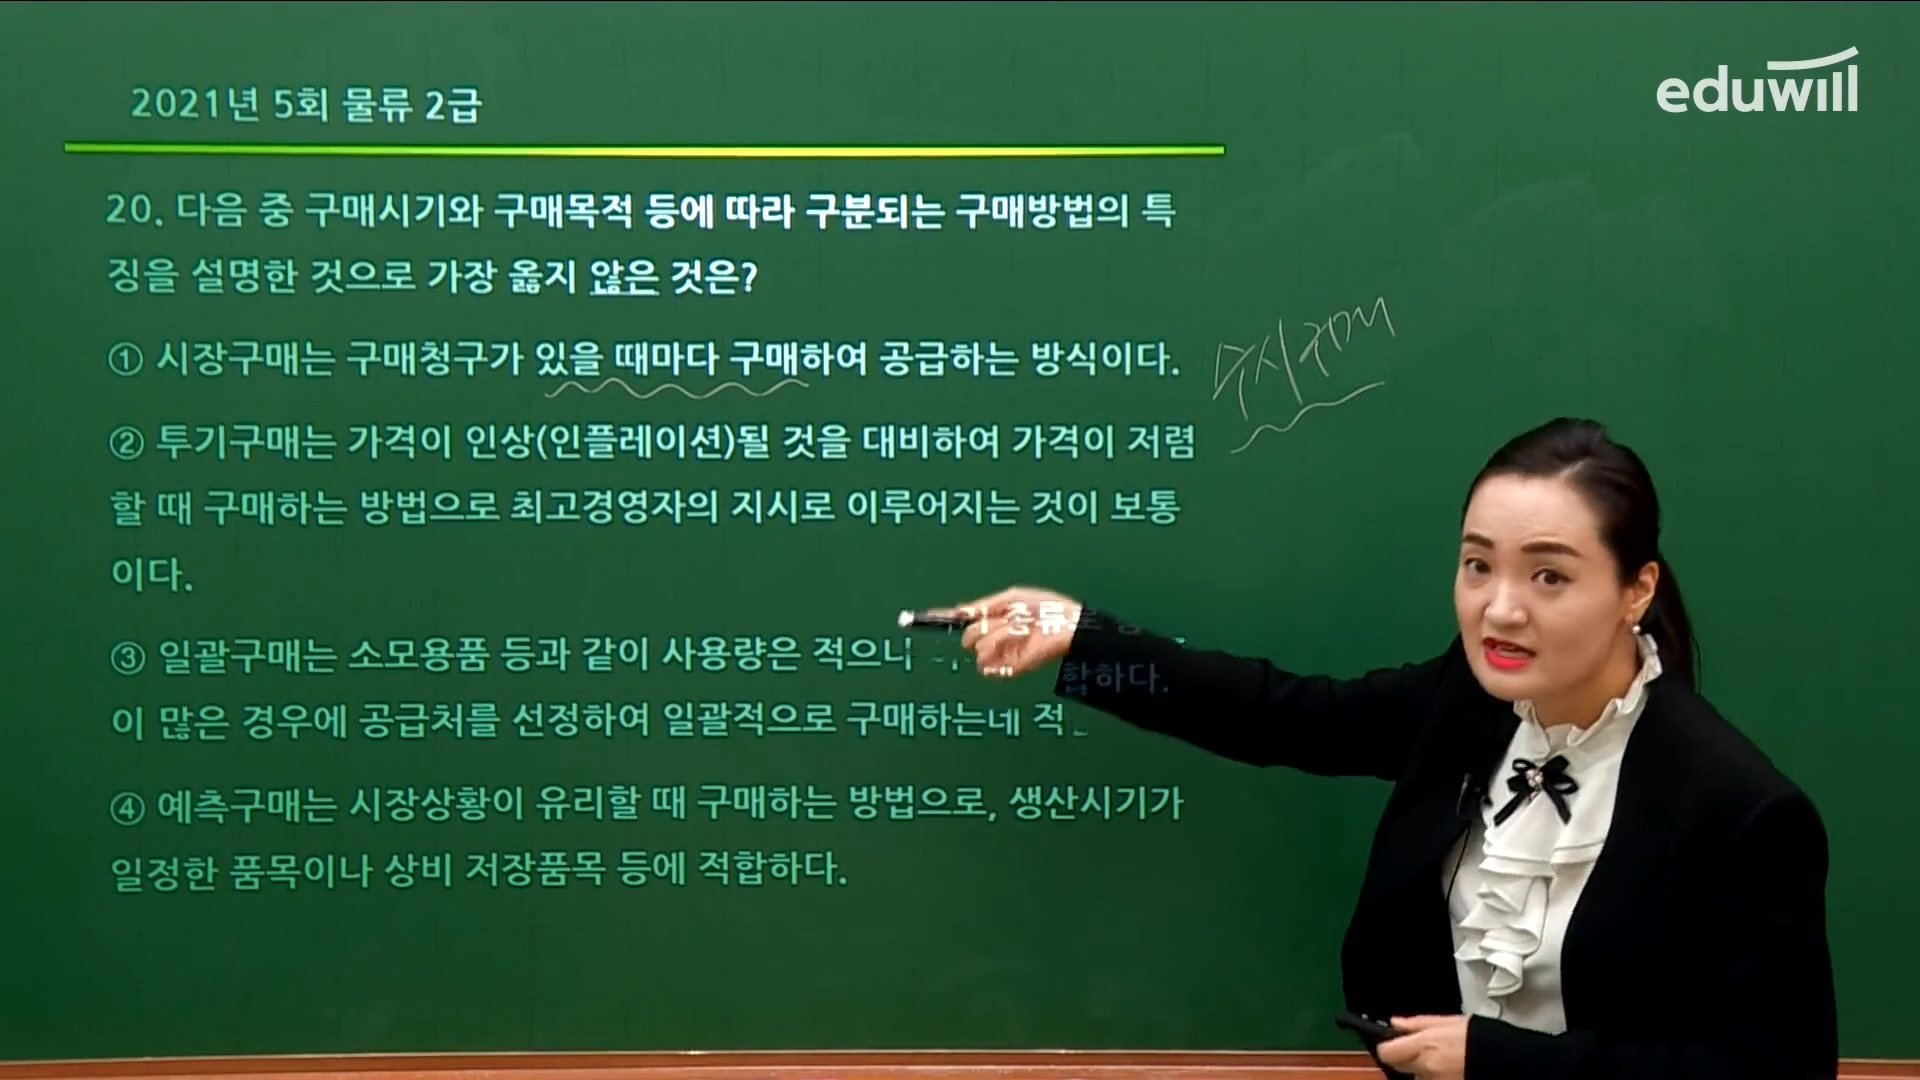 eduwill
2021년 5회 물류 2급
20. 다음 중 구매시기와 구매목적 등에 따라 구분되는 구매방법의 특
징을 설명한 것으로 가장 옳지 않은 것은?
① 시장구매는 구매청구가 있을 때마다 구매하여 공급하는 방식이다.
수시구매
② 투기구매는 가격이 인상(인플레이션)될 것을 대비하여 가격이 저렴
할 때 구매하는 방법으로 최고경영자의 지시로 이루어지는 것이 보통
이다.
③ 일괄구매는 소모용품 등과 같이 사용량은 적으나 종류
이 많은 경우에 공급처를 선정하여 일괄적으로 구매하는데 적합하다.
④ 예측구매는 시장상황이 유리할 때 구매하는 방법으로, 생산시기가
일정한 품목이나 상비 저장품목 등에 적합하다.